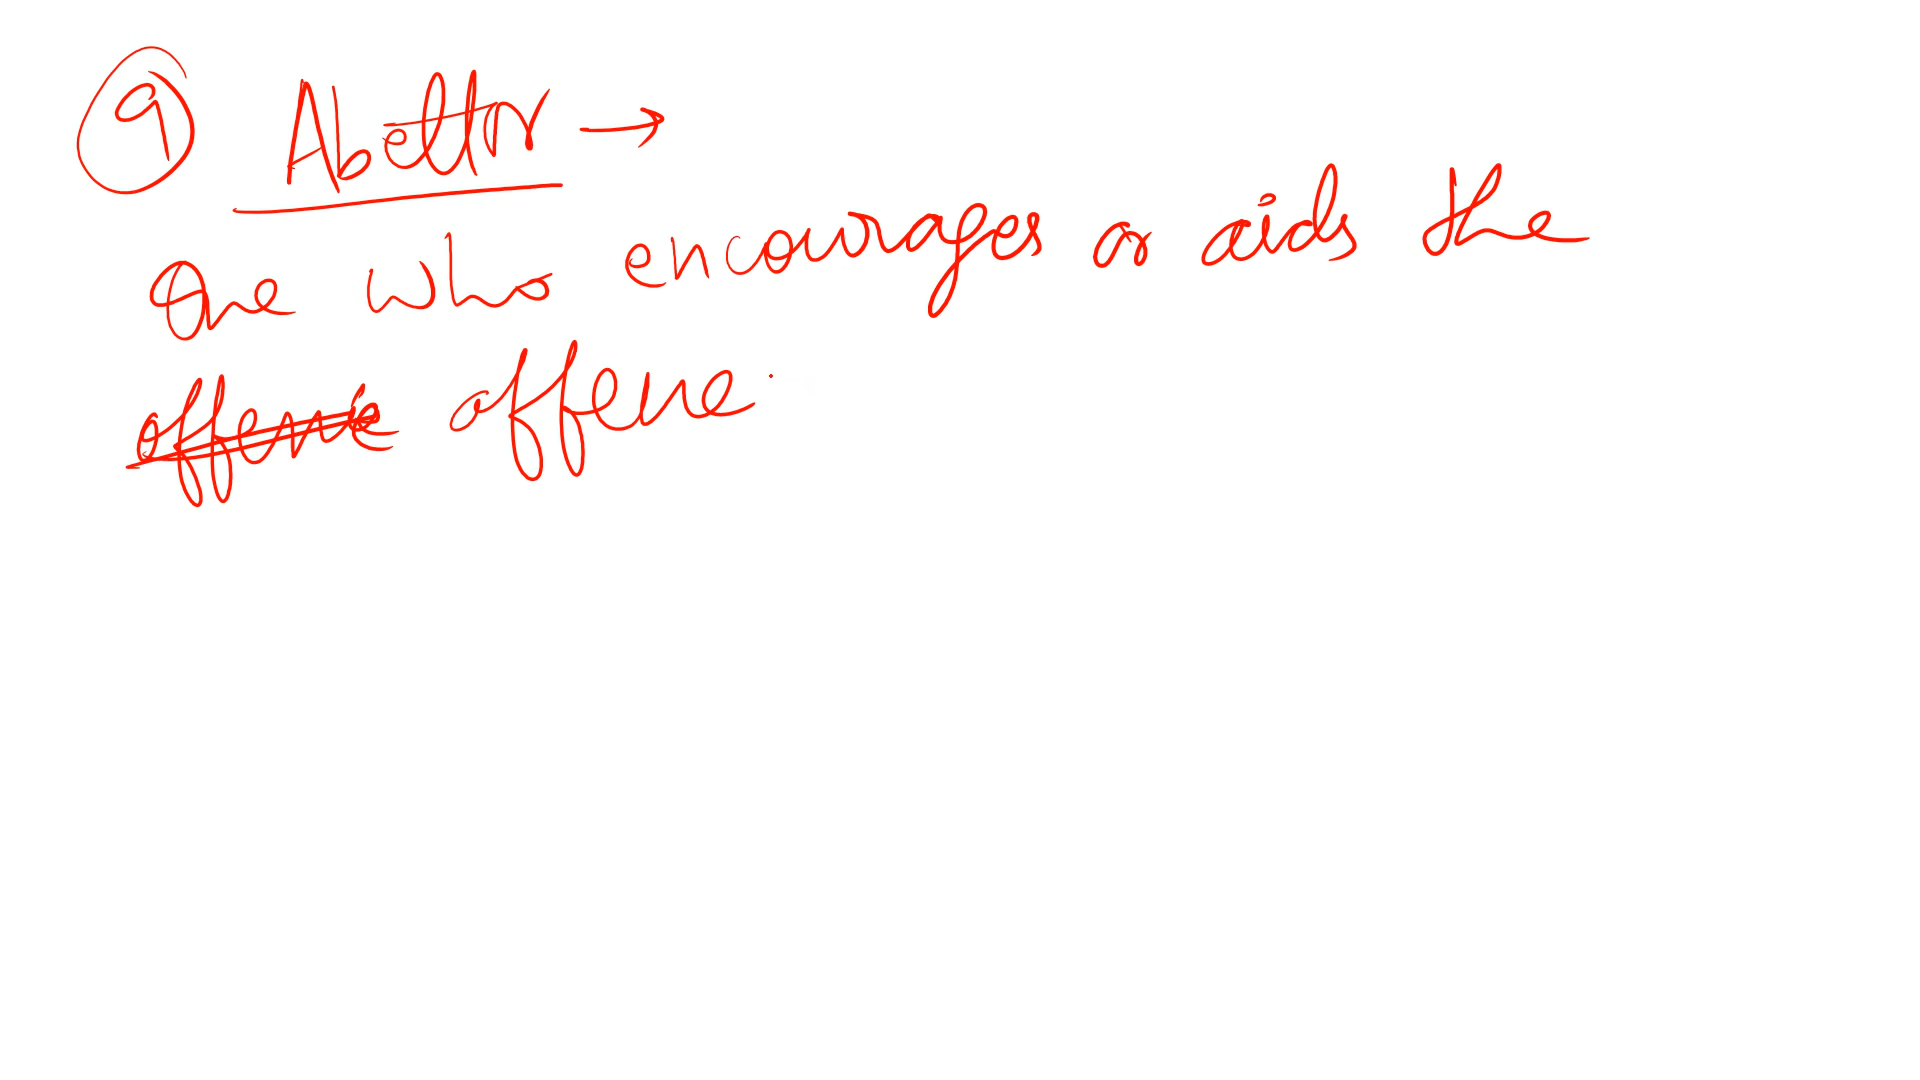 9 Abettor →
One who encourages or aids the
offence offence.